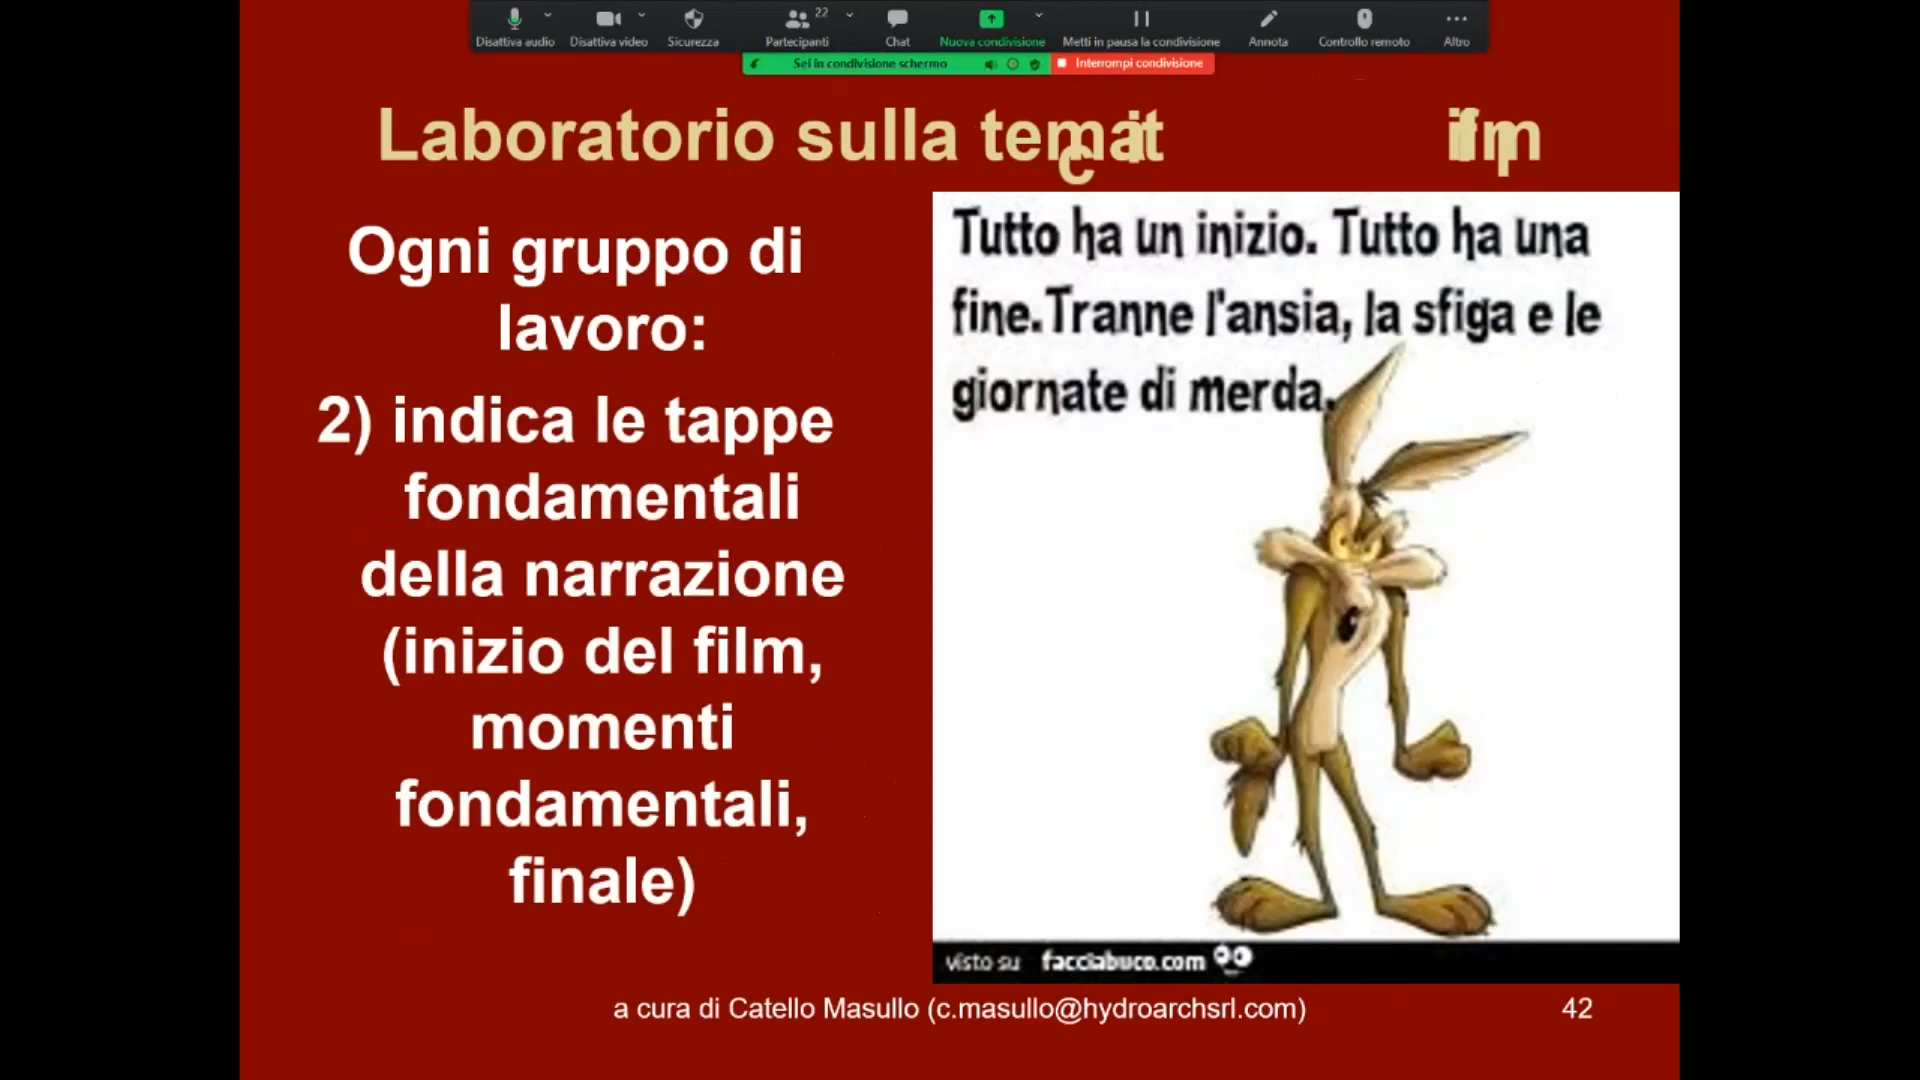 Disattiva audio Disattiva video Sicurezza Partecipanti 22 Chat Nuova condivisione Metti in pausa la condivisione Annota Controllo remoto Altro
Sei in condivisione schermo Interrompi condivisione
Laboratorio sulla
Ogni gruppo di
lavoro:
2) indica le tappe
fondamentali
della narrazione
(inizio del film,
momenti
fondamentali,
finale)
Tutto ha un inizio. Tutto ha una
fine.Tranne l'ansia, la sfiga e le
giornate di merda.
visto su facciabuco.com
a cura di Catello Masullo (c.masullo@hydroarchsrl.com)
42